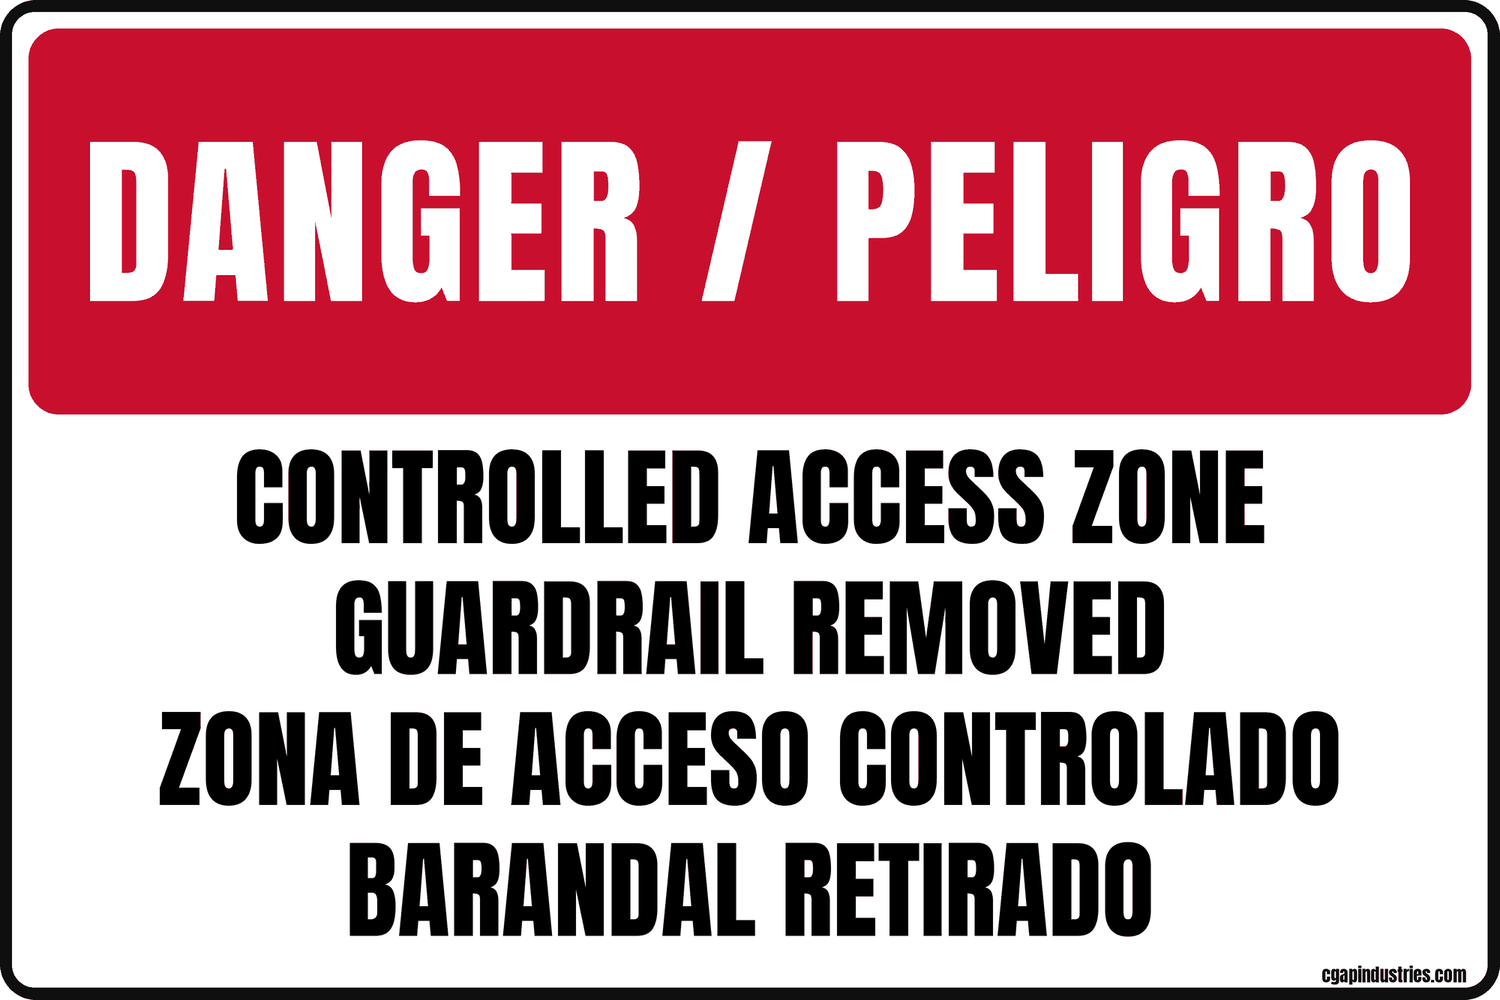 DANGER / PELIGRO
CONTROLLED ACCESS ZONE
GUARDRAIL REMOVED
ZONA DE ACCESO CONTROLADO
BARANDAL RETIRADO
cgapindustries.com